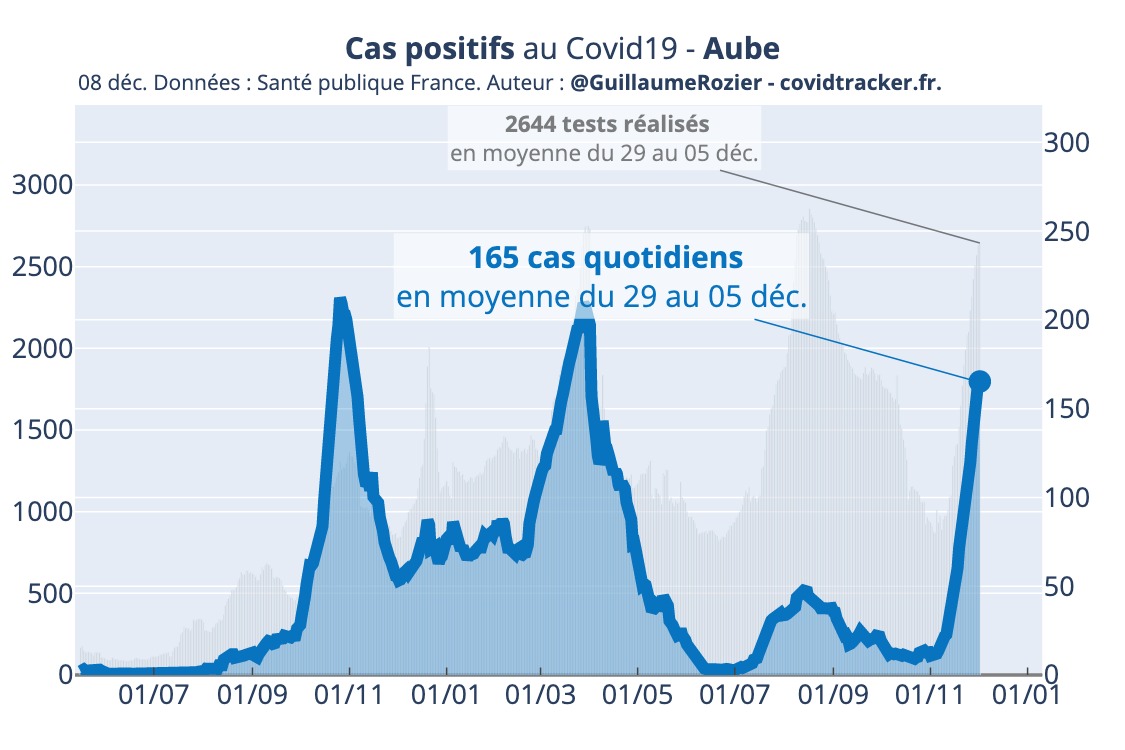 Cas positifs au Covid19 - Aube
08 déc. Données : Santé publique France. Auteur : @GuillaumeRozier - covidtracker.fr.
2644 tests réalisés
en moyenne du 29 au 05 déc.
165 cas quotidiens
en moyenne du 29 au 05 déc.
3000
2500
2000
1500
1000
500
0
300
250
200
150
100
50
0
01/07 01/09 01/11 01/01 01/03 01/05 01/07 01/09 01/11 01/01